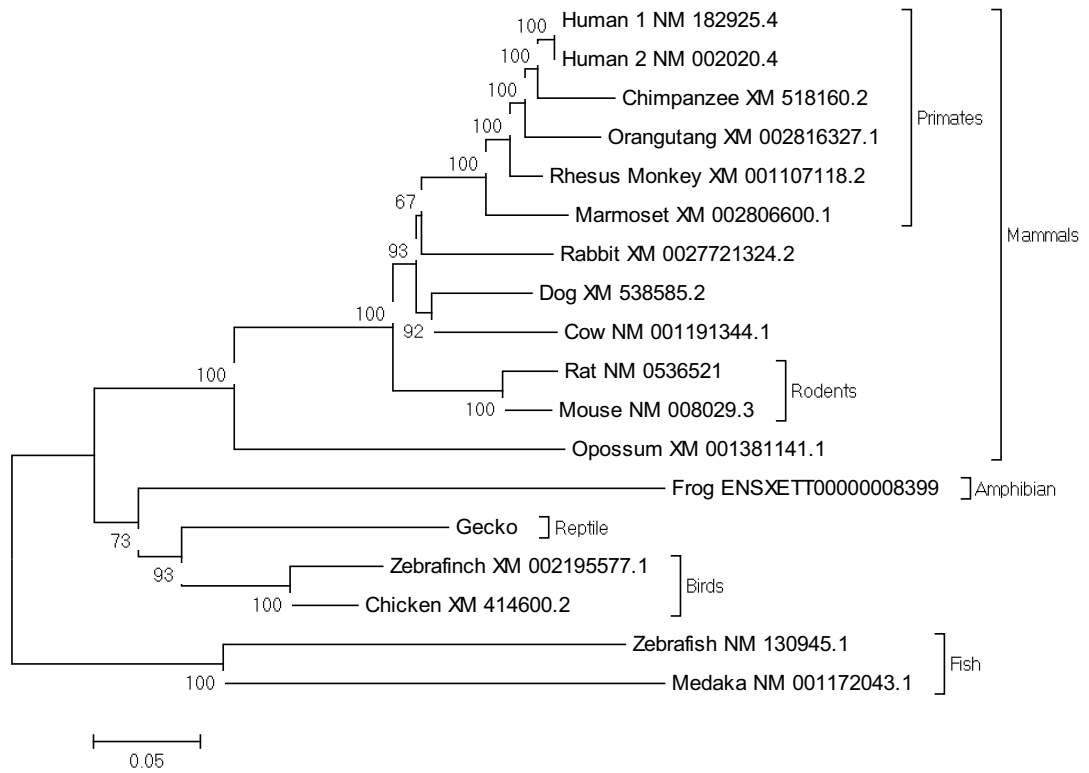 100
Human 1 NM 182925.4
Human 2 NM 002020.4
100
Chimpanzee XM 518160.2
100
Orangutang XM 002816327.1
Primates
100
Rhesus Monkey XM 001107118.2
100
Marmoset XM 002806600.1
67
Mammals
Rabbit XM 0027721324.2
93
Dog XM 538585.2
100
92
Cow NM 001191344.1
Rat NM 0536521
100
Rodents
Mouse NM 008029.3
100
Opossum XM 001381141.1
Frog ENSXETT00000008399
Amphibian
Gecko
Reptile
73
Zebrafinch XM 002195577.1
93
Birds
Chicken XM 414600.2
100
Zebrafish NM 130945.1
Fish
Medaka NM 001172043.1
100
0.05